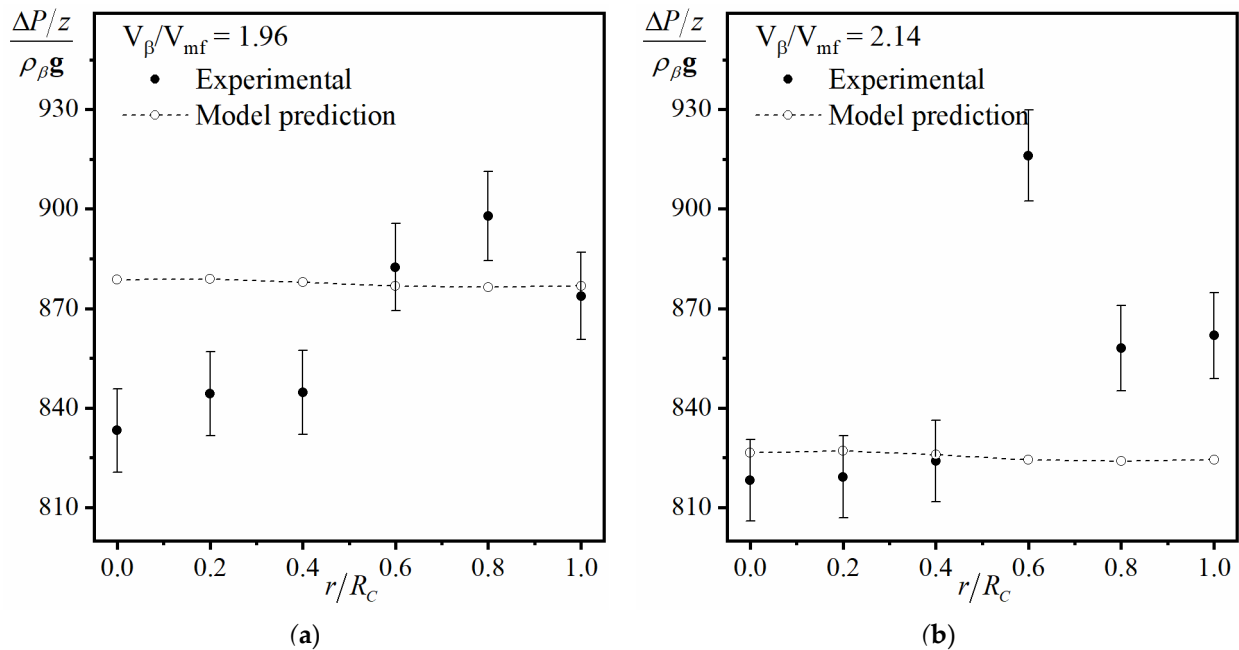 ΔP/z
ρβg
Vβ/Vmf = 1.96
Experimental
Model prediction
930
900
870
840
810
0.0 0.2 0.4 0.6 0.8 1.0
r/RC
(a)
ΔP/z
ρβg
Vβ/Vmf = 2.14
Experimental
Model prediction
930
900
870
840
810
0.0 0.2 0.4 0.6 0.8 1.0
r/RC
(b)